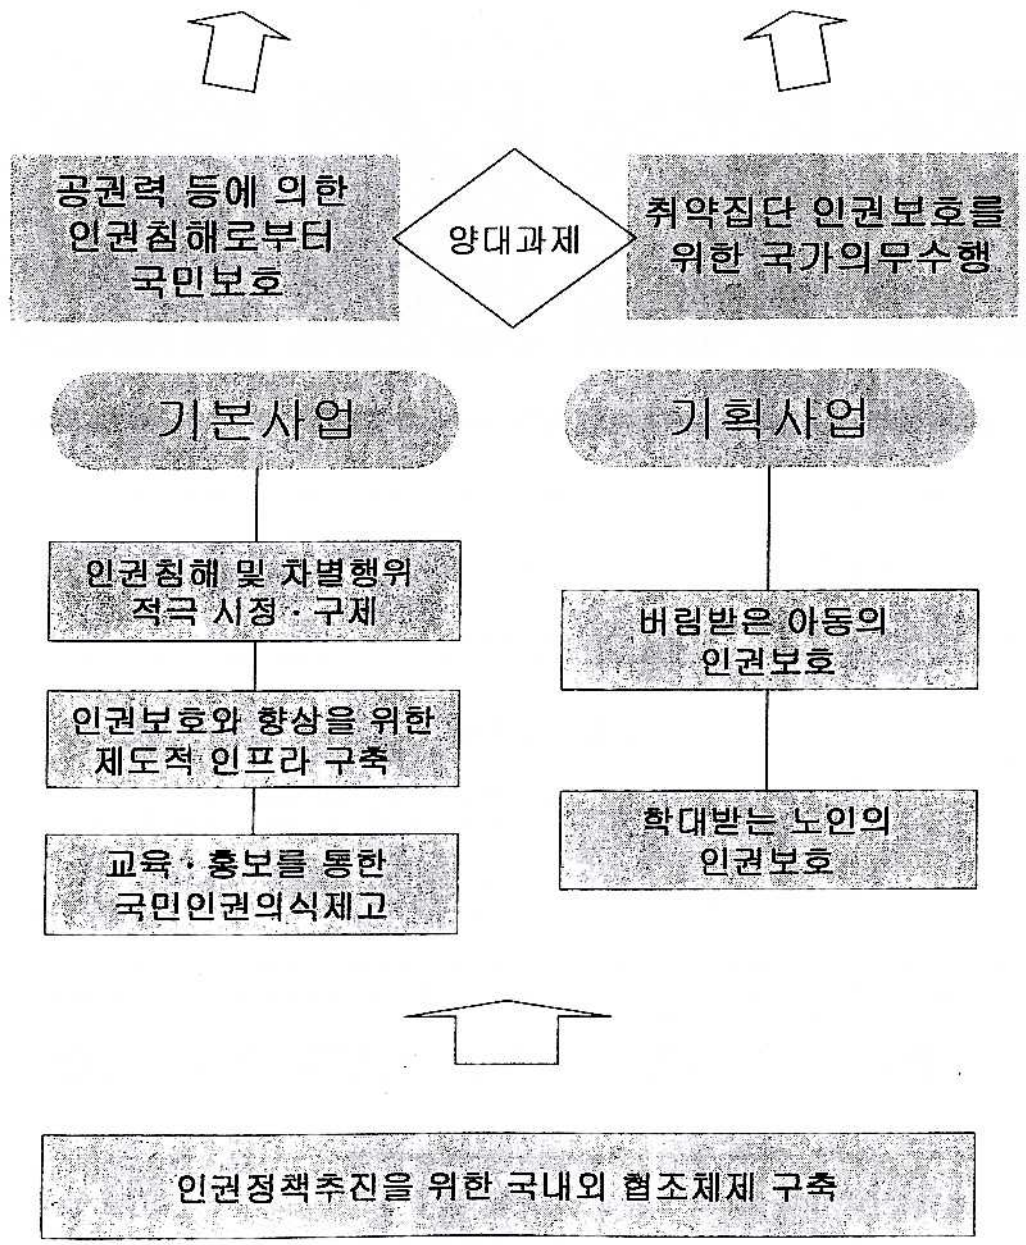 공권력 등에 의한
인권침해로부터
국민보호
양대과제
취약집단 인권보호를
위한 국가의무수행
기본사업
기획사업
인권침해 및 차별행위
적극 시정 · 구제
인권보호와 향상을 위한
제도적 인프라 구축
교육 · 홍보를 통한
국민인권의식제고
버림받은 아동의
인권보호
학대받는 노인의
인권보호
인권정책추진을 위한 국내외 협조체제 구축